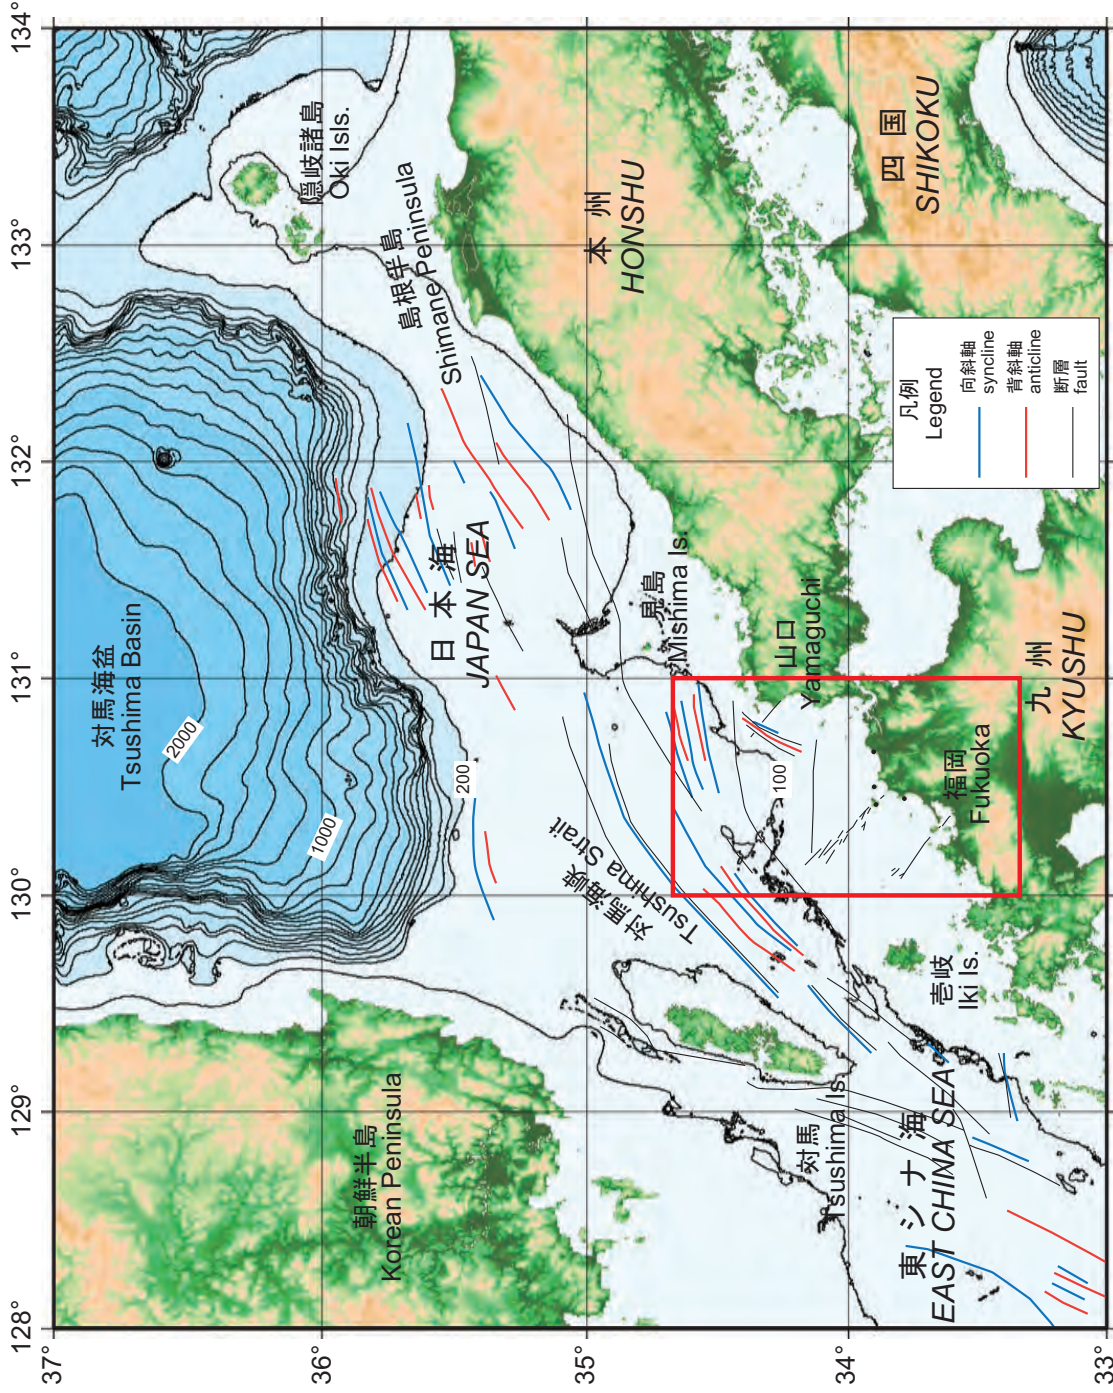 134°
133°
132°
131°
130°
129°
128°
37°
36°
35°
34°
33°
対馬海盆
Tsushima Basin
2000
1000
200
100
隠岐諸島
Oki Isls.
島根半島
Shimane Peninsula
本 州
HONSHU
四 国
SHIKOKU
日 本 海
JAPAN SEA
見島
Mishima Is.
山口
Yamaguchi
九 州
KYUSHU
福岡
Fukuoka
対馬海峡
Tsushima Strait
壱岐
Iki Is.
対馬
Tsushima Is.
朝鮮半島
Korean Peninsula
東 シ ナ 海
EAST CHINA SEA
凡例
Legend
向斜軸
syncline
背斜軸
anticline
断層
fault